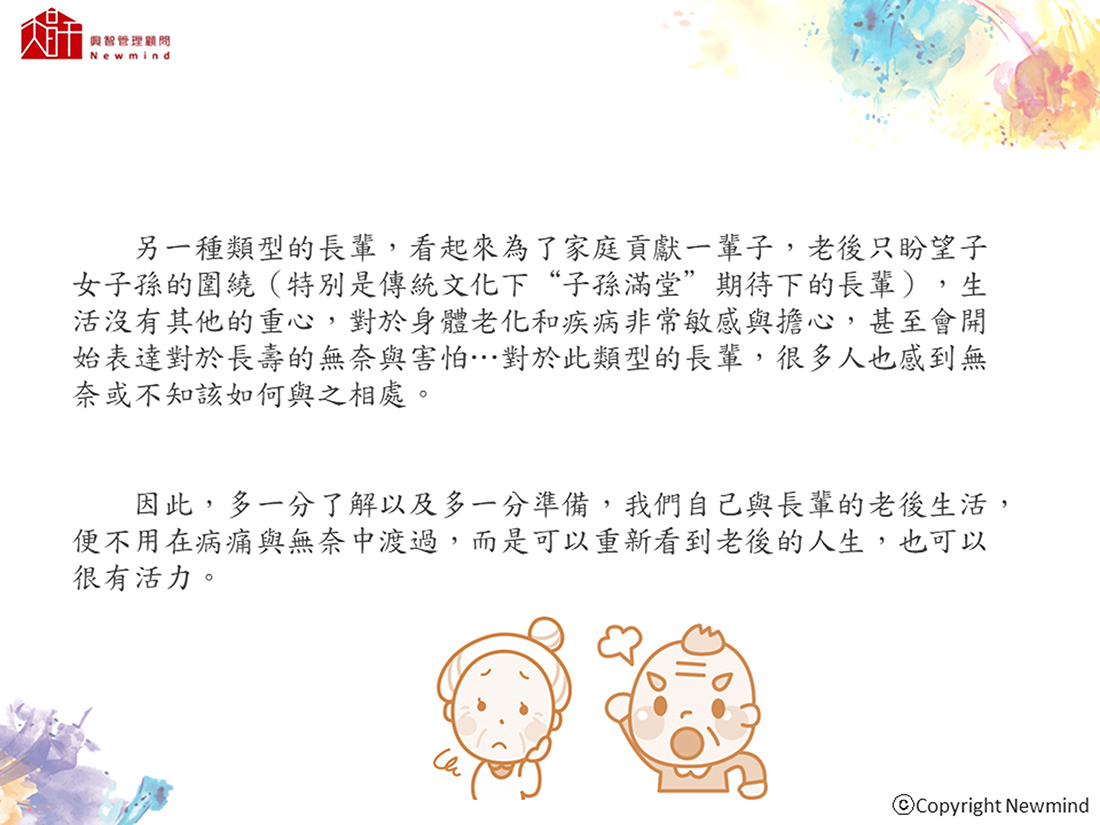 興智管理顧問
Newmind
另一種類型的長輩，看起來為了家庭貢獻一輩子，老後只盼望子
女子孫的圍繞（特別是傳統文化下“子孫滿堂”期待下的長輩），生
活沒有其他的重心，對於身體老化和疾病非常敏感與擔心，甚至會開
始表達對於長壽的無奈與害怕…對於此類型的長輩，很多人也感到無
奈或不知該如何與之相處。
因此，多一分了解以及多一分準備，我們自己與長輩的老後生活，
便不用在病痛與無奈中渡過，而是可以重新看到老後的人生，也可以
很有活力。
ⓒCopyright Newmind